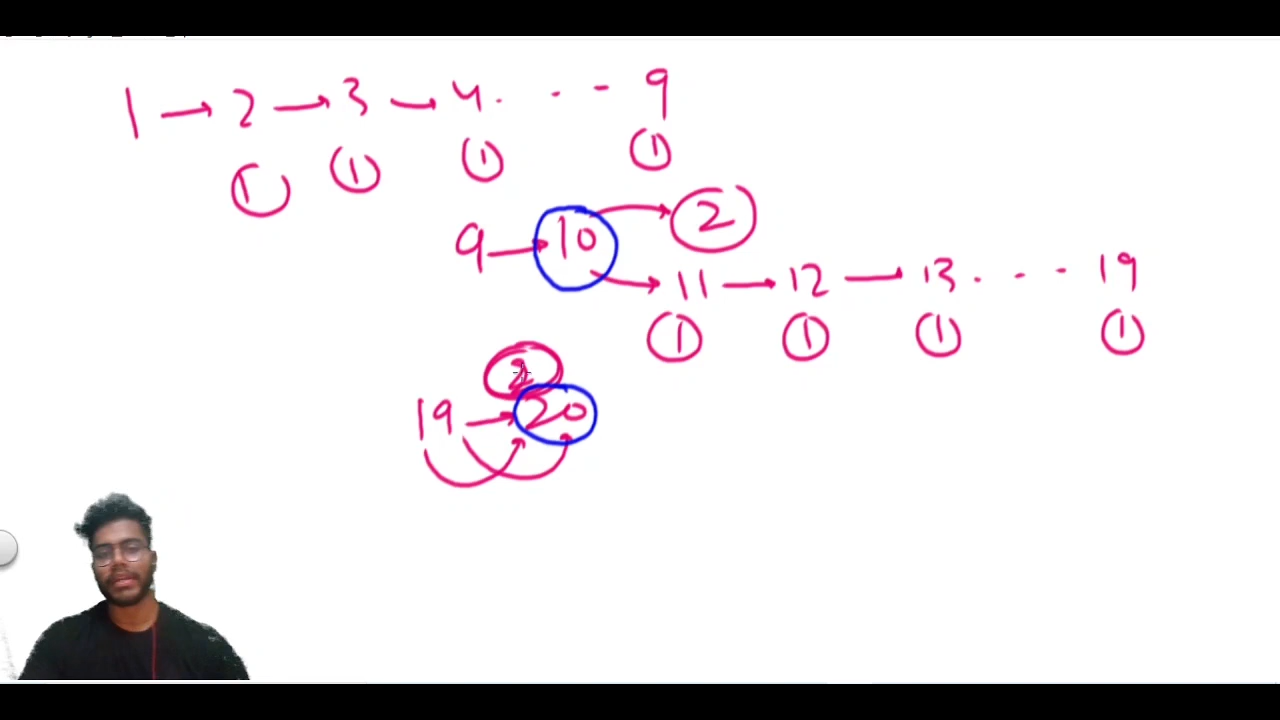 1 → 2 → 3 → 4 . . - 9
① ① ① ①
9 → 10 → ②
→ 11 → 12 — 13 . . - 19
① ① ① ①
②
19 → 20